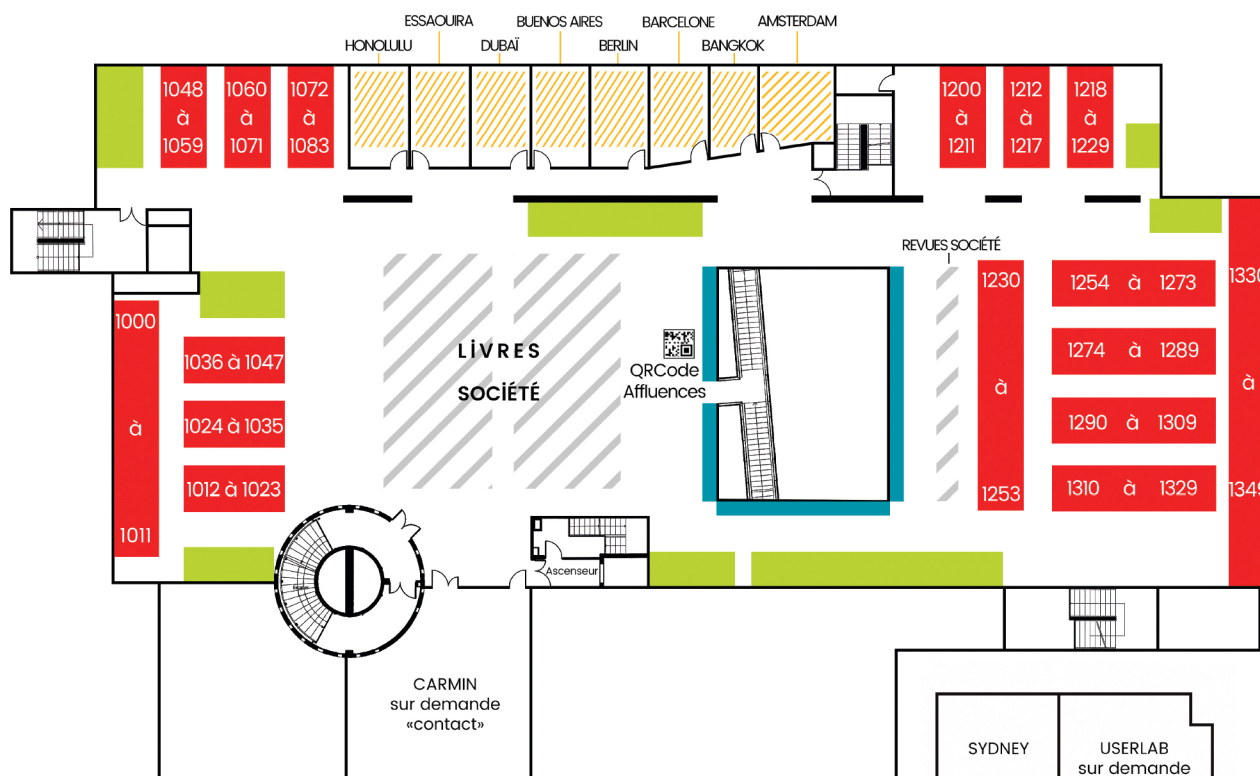 ESSAOUIRA
BUENOS AIRES
BARCELONE
AMSTERDAM
HONOLULU
DUBAÏ
BERLIN
BANGKOK
1048
à
1059
1060
à
1071
1072
à
1083
1200
à
1211
1212
à
1217
1218
à
1229
REVUES SOCIÉTÉ
1000
à
1011
1036 à 1047
1024 à 1035
1012 à 1023
LIVRES
SOCIÉTÉ
QRCode
Affluences
1230
à
1253
1254 à 1273
1274 à 1289
1290 à 1309
1310 à 1329
1330
à
1349
Ascenseur
CARMIN
sur demande
«contact»
SYDNEY
USERLAB
sur demande